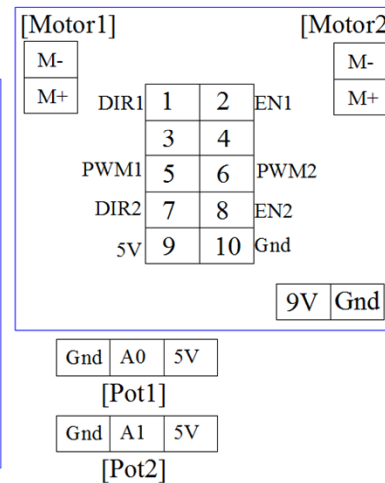 [Motor1] [Motor2
M- M-
M+ M+
DIR1 1 2 EN1
3 4
PWM1 5 6 PWM2
DIR2 7 8 EN2
5V 9 10 Gnd
9V Gnd
Gnd A0 5V
[Pot1]
Gnd A1 5V
[Pot2]